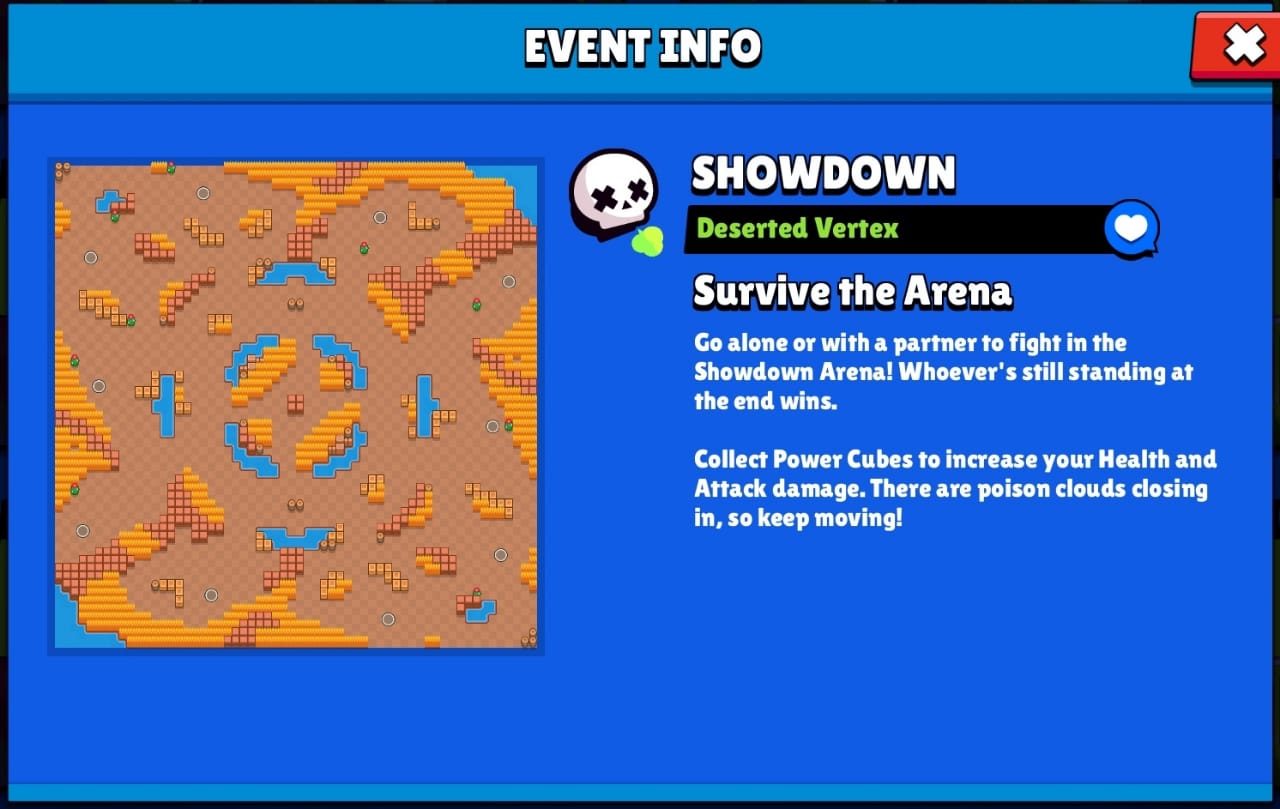 EVENT INFO
SHOWDOWN
Deserted Vertex
Survive the Arena
Go alone or with a partner to fight in the
Showdown Arena! Whoever's still standing at
the end wins.
Collect Power Cubes to increase your Health and
Attack damage. There are poison clouds closing
in, so keep moving!